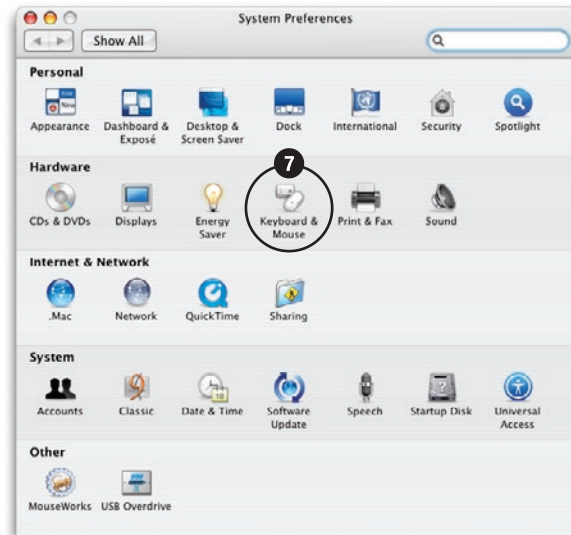 System Preferences
Show All
Personal
Appearance Dashboard & Desktop & Dock International Security Spotlight
Exposé Screen Saver
Hardware
7
CDs & DVDs Displays Energy Keyboard & Print & Fax Sound
Saver Mouse
Internet & Network
.Mac Network QuickTime Sharing
System
Accounts Classic Date & Time Software Speech Startup Disk Universal
Update Access
Other
MouseWorks USB Overdrive